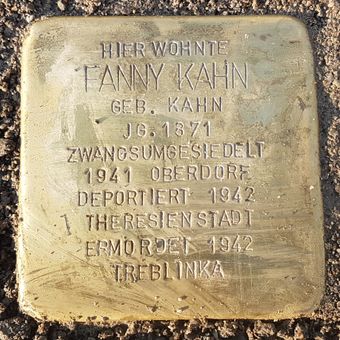 HIER WOHNTE
FANNY KAHN
GEB. KAHN
JG. 1871
ZWANGSUMGESIEDELT
1941 OBERDORF
DEPORTIERT 1942
THERESIENSTADT
ERMORDET 1942
TREBLINKA